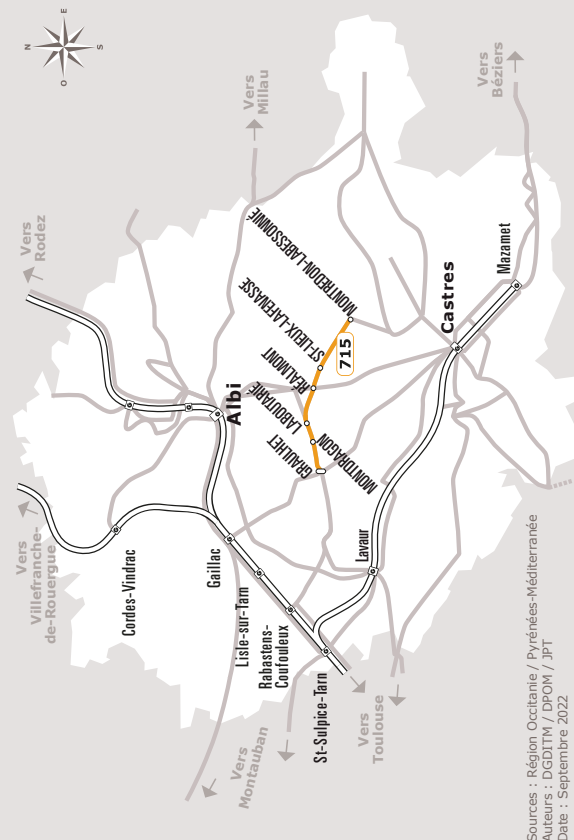 N
E
S
O
Vers
Rodez
Vers
Millau
Vers
Béziers
Vers
Villefranche-
de-Rouergue
Cordes-Vindrac
Albi
Gaillac
Lisle-sur-Tarn
Rabastens-
Coufouleux
St-Sulpice-Tarn
Vers
Montauban
Vers
Toulouse
Lavaur
Castres
Mazamet
GRAULHET
MONTDRAGON
LABOUTARIE
RÉALMONT
ST-LIEUX-LAFENASSE
MONTREDON-LABESSONNIÉ
715
Sources : Région Occitanie / Pyrénées-Méditerranée
Auteurs : DGDITM / DPOM / JPT
Date : Septembre 2022